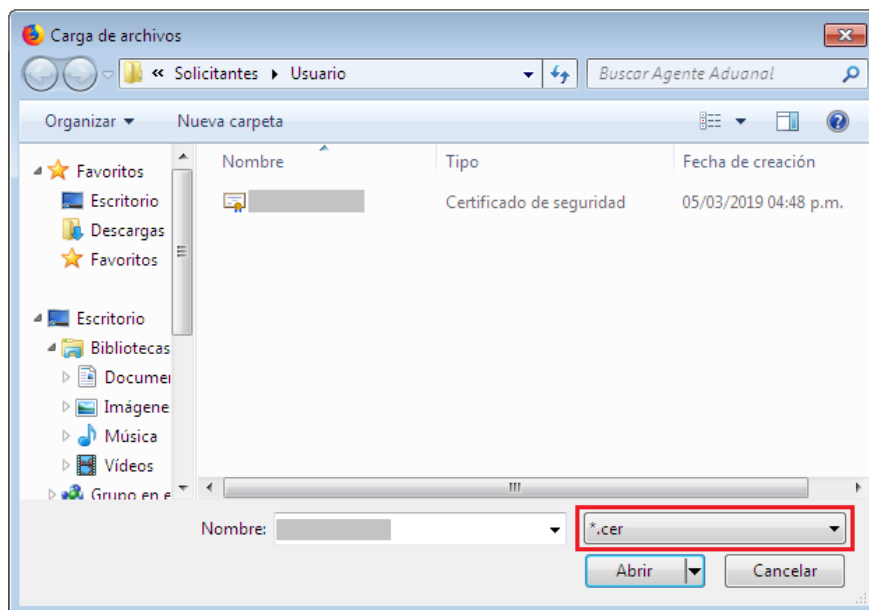 Carga de archivos
« Solicitantes Usuario
Buscar Agente Aduanal
Organizar Nueva carpeta
Nombre Tipo Fecha de creación
Certificado de seguridad 05/03/2019 04:48 p.m.
Favoritos
Escritorio
Descargas
Favoritos
Escritorio
Bibliotecas
Documei
Imágene
Música
Vídeos
Grupo en e
Nombre:
*.cer
Abrir Cancelar